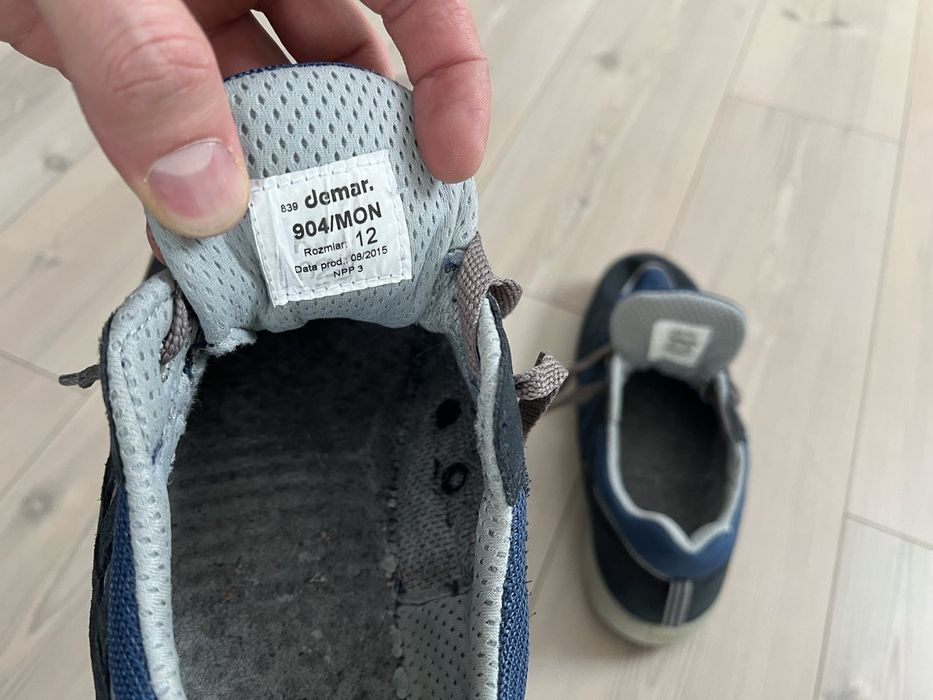 839 demar.
904/MON
Rozmiar: 12
Data prod.: 08/2015
NPP 3